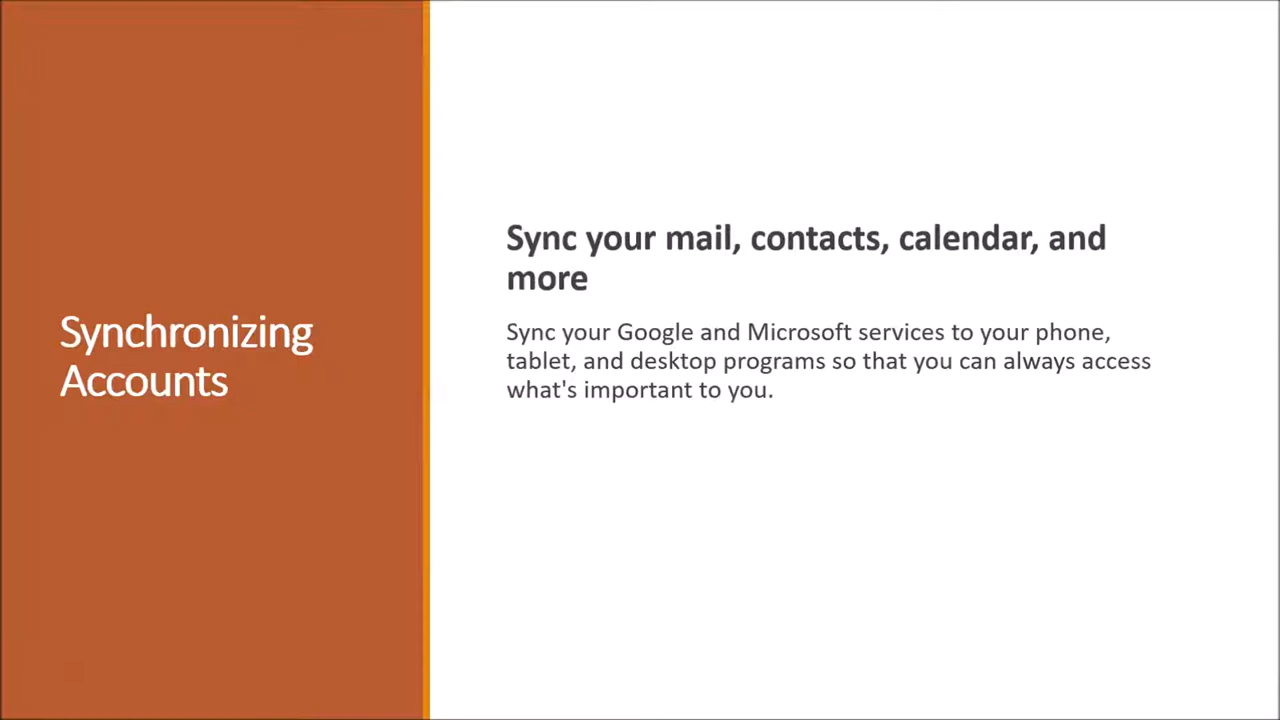 Synchronizing
Accounts
Sync your mail, contacts, calendar, and
more
Sync your Google and Microsoft services to your phone,
tablet, and desktop programs so that you can always access
what's important to you.